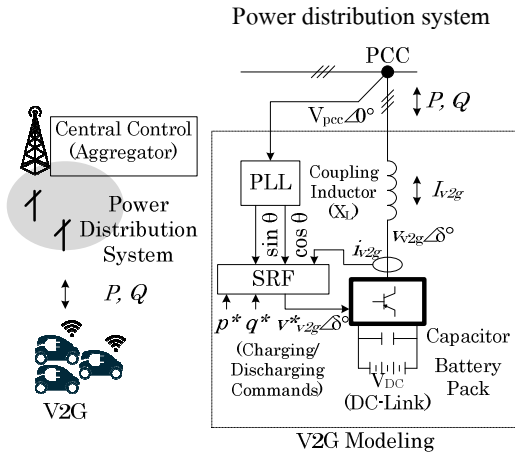 Power distribution system
PCC
P, Q
Vpcc∠0°
Central Control
(Aggregator)
PLL
Coupling
Inductor
(XL)
Iv2g
Power
Distribution
System
sin θ
cos θ
vv2g∠δ°
iv2g
SRF
P, Q
p* q* v*v2g∠δ°
(Charging/
Discharging
Commands)
Capacitor
VDC
(DC-Link)
Battery
Pack
V2G
V2G Modeling